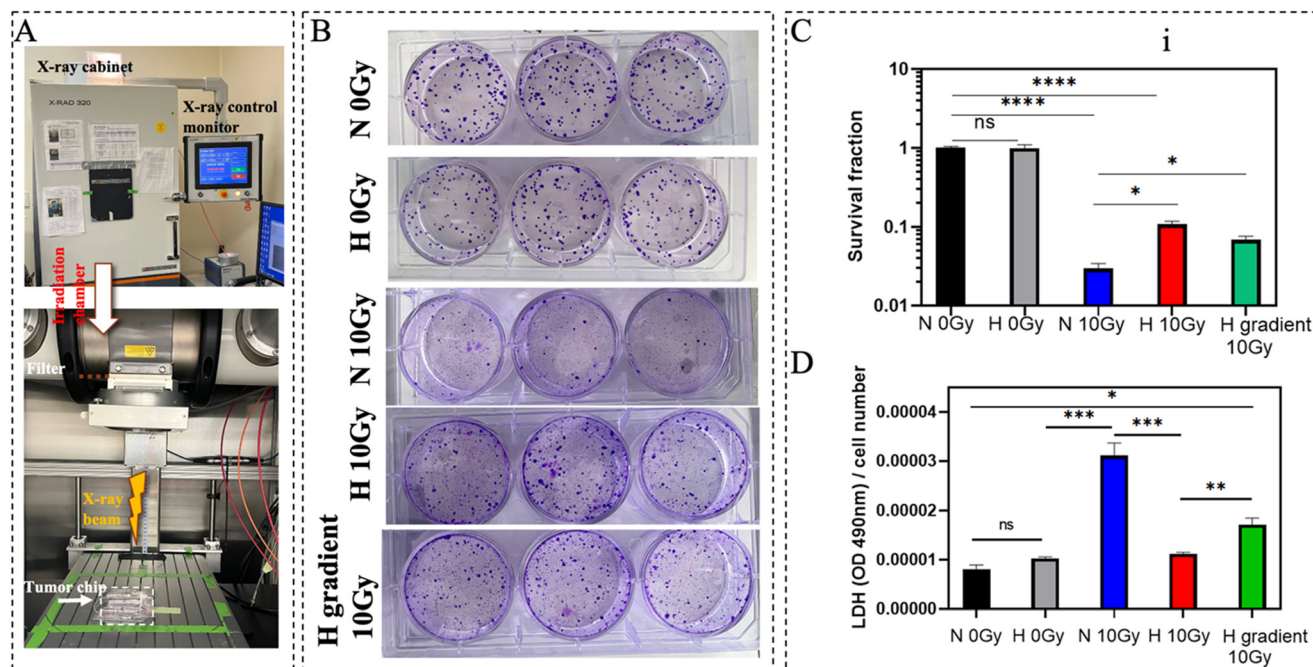 A
X-ray cabinet
X-RAD 320
X-ray control
monitor
Irradiation
chamber
Filter
X-ray
beam
Tumor chip
B
N 0Gy
H 0Gy
N 10Gy
H 10Gy
H gradient
10Gy
C
i
Survival fraction
10
1
0.1
0.01
****
****
ns
*
*
N 0Gy H 0Gy N 10Gy H 10Gy H gradient
10Gy
D
LDH (OD 490nm) / cell number
0.00004
0.00003
0.00002
0.00001
0.00000
*
*** ***
**
ns
N 0Gy H 0Gy N 10Gy H 10Gy H gradient
10Gy